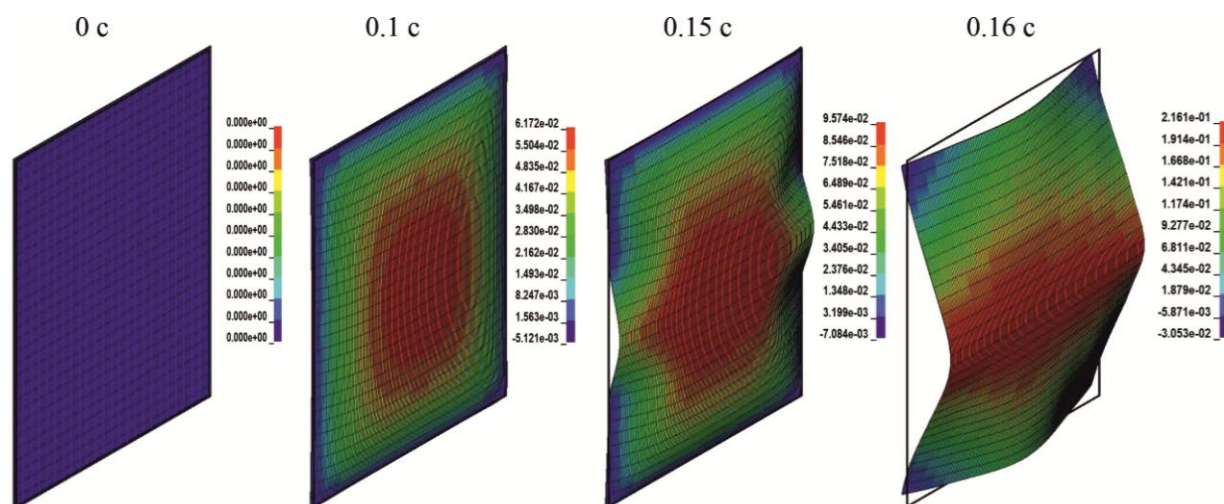 0 c
0.1 c
0.15 c
0.16 c
0.000e+00
0.000e+00
0.000e+00
0.000e+00
0.000e+00
0.000e+00
0.000e+00
0.000e+00
0.000e+00
0.000e+00
0.000e+00
6.172e-02
5.504e-02
4.835e-02
4.167e-02
3.498e-02
2.830e-02
2.162e-02
1.493e-02
8.247e-03
1.563e-03
-5.121e-03
9.574e-02
8.546e-02
7.518e-02
6.489e-02
5.461e-02
4.433e-02
3.405e-02
2.376e-02
1.348e-02
3.199e-03
-7.084e-03
2.161e-01
1.914e-01
1.668e-01
1.421e-01
1.174e-01
9.277e-02
6.811e-02
4.345e-02
1.879e-02
-5.871e-03
-3.053e-02